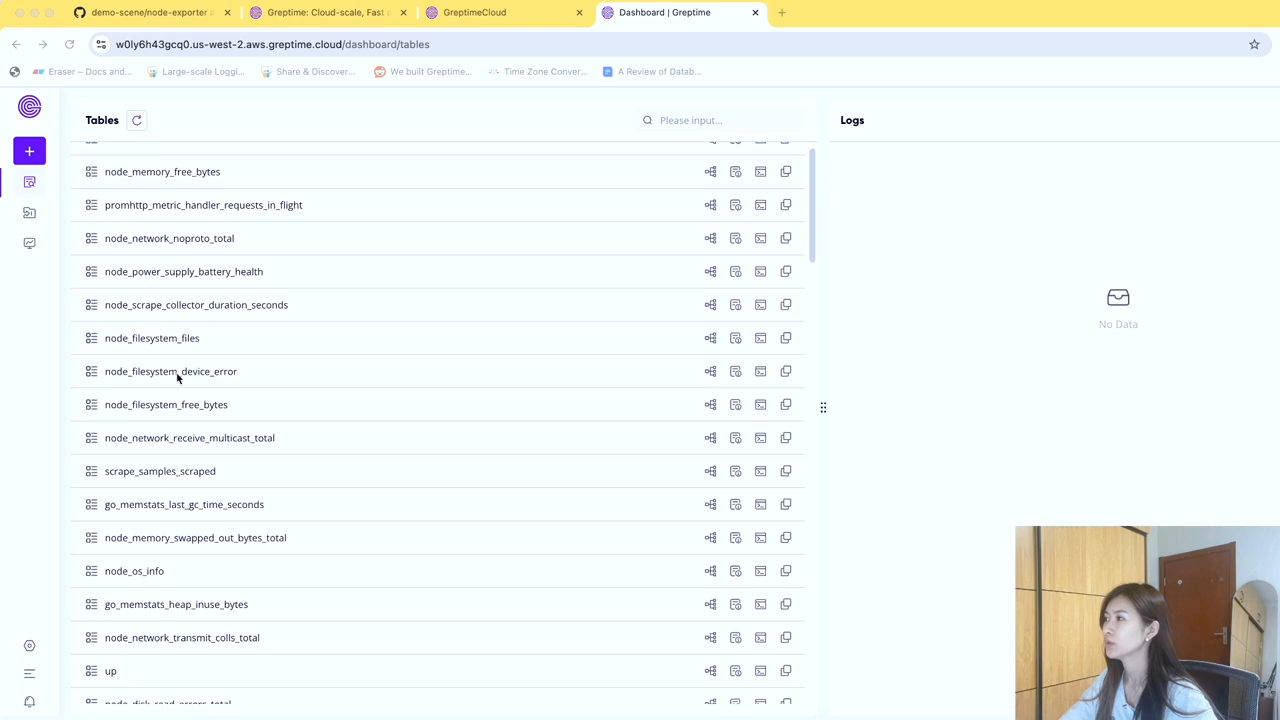 demo-scene/node-exporter a
Greptime: Cloud-scale, Fast a
GreptimeCloud
Dashboard | Greptime
w0ly6h43gcq0.us-west-2.aws.greptime.cloud/dashboard/tables
Eraser – Docs and...
Large-scale Loggi...
Share & Discover...
We built Greptime...
Time Zone Conver...
A Review of Datab...
Tables
Please input...
Logs
node_memory_free_bytes
promhttp_metric_handler_requests_in_flight
node_network_noproto_total
node_power_supply_battery_health
node_scrape_collector_duration_seconds
node_filesystem_files
node_filesystem_device_error
node_filesystem_free_bytes
node_network_receive_multicast_total
scrape_samples_scraped
go_memstats_last_gc_time_seconds
node_memory_swapped_out_bytes_total
node_os_info
go_memstats_heap_inuse_bytes
node_network_transmit_colls_total
up
node_disk_read_errors_total
No Data